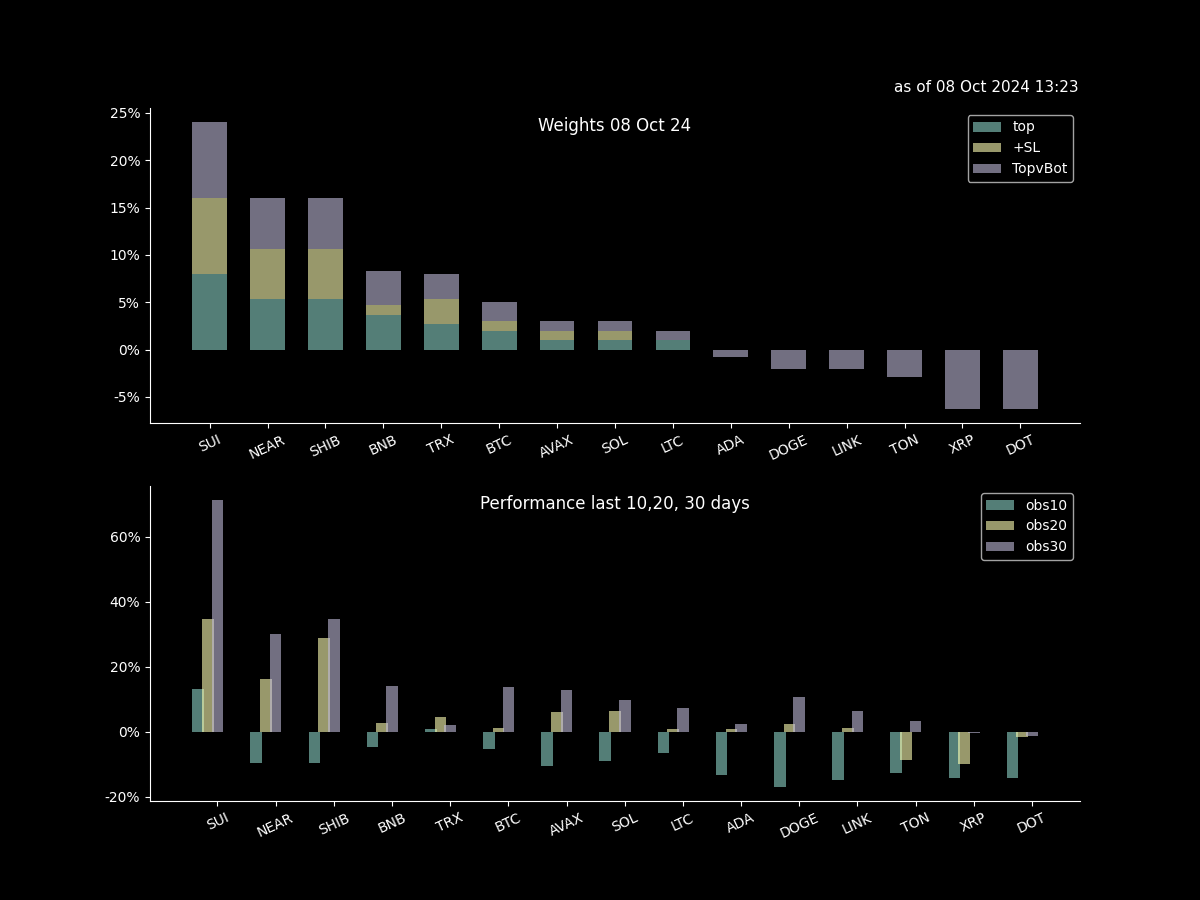 as of 08 Oct 2024 13:23
Weights 08 Oct 24
top
+SL
TopvBot
25%
20%
15%
10%
5%
0%
-5%
SUI NEAR SHIB BNB TRX BTC AVAX SOL LTC ADA DOGE LINK TON XRP DOT
Performance last 10,20, 30 days
obs10
obs20
obs30
60%
40%
20%
0%
-20%
SUI NEAR SHIB BNB TRX BTC AVAX SOL LTC ADA DOGE LINK TON XRP DOT